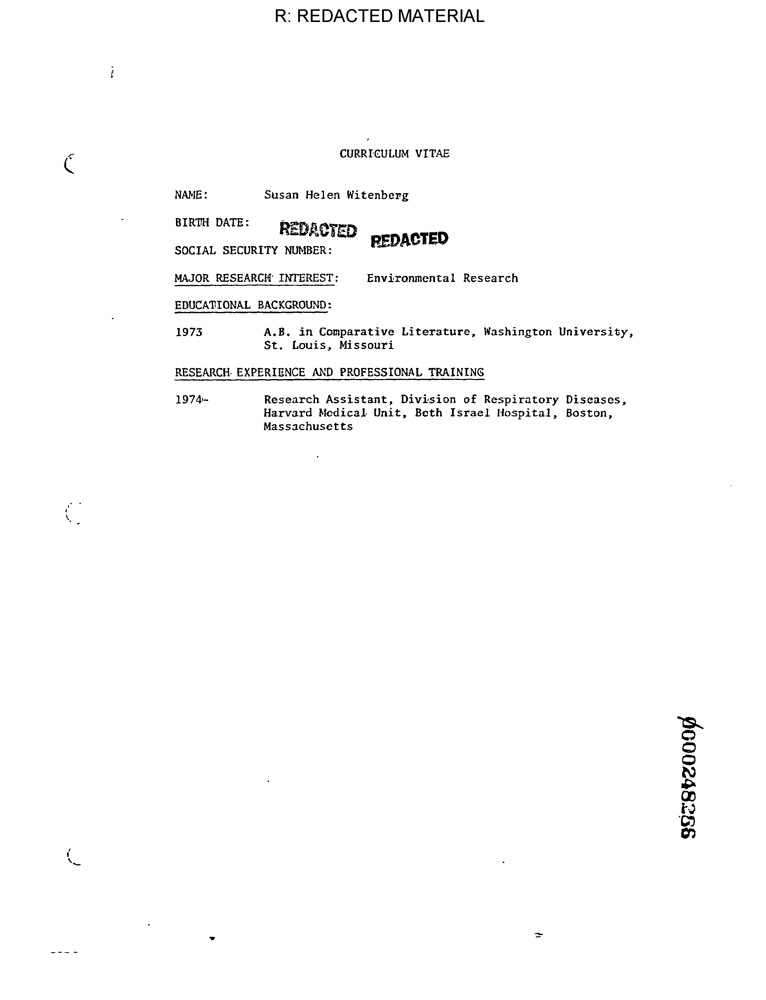 R: REDACTED MATERIAL
CURRICULUM VITAE
NAME: Susan Helen Witenberg
BIRTH DATE: REDACTED
SOCIAL SECURITY NUMBER: REDACTED
MAJOR RESEARCH INTEREST: Environmental Research
EDUCATIONAL BACKGROUND:
1973 A.B. in Comparative Literature, Washington University,
St. Louis, Missouri
RESEARCH EXPERIENCE AND PROFESSIONAL TRAINING
1974- Research Assistant, Division of Respiratory Diseases,
Harvard Medical Unit, Beth Israel Hospital, Boston,
Massachusetts